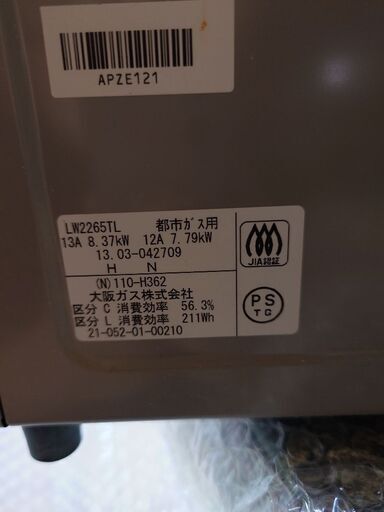 APZE121
LW2265TL 都市ガス用
13A 8.37kW 12A 7.79kW
13.03-042709
H N
(N)110-H362
大阪ガス株式会社
区分 C 消費効率 56.3%
区分 L 消費効率 211Wh
21-052-01-00210
JIA認証
PS
TG